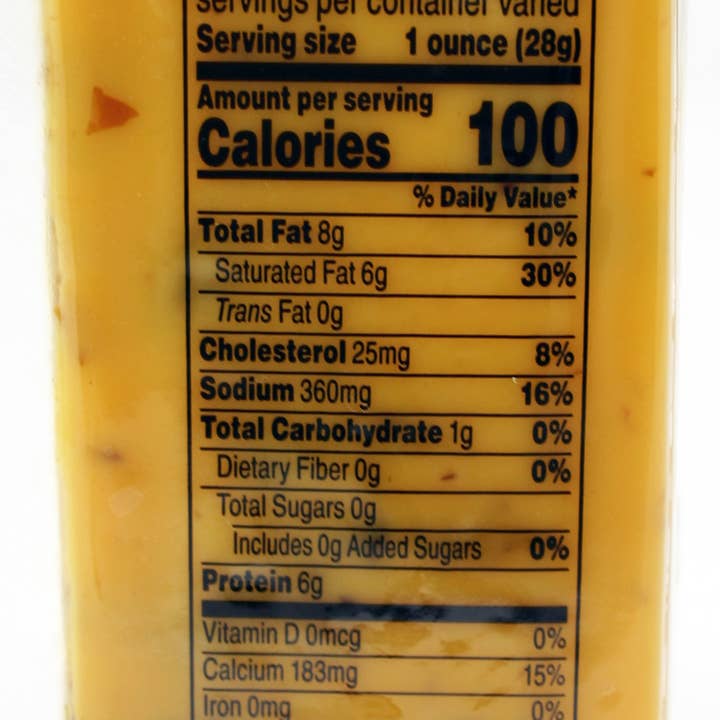 servings per container varied
Serving size 1 ounce (28g)
Amount per serving
Calories 100
% Daily Value*
Total Fat 8g 10%
Saturated Fat 6g 30%
Trans Fat 0g
Cholesterol 25mg 8%
Sodium 360mg 16%
Total Carbohydrate 1g 0%
Dietary Fiber 0g 0%
Total Sugars 0g
Includes 0g Added Sugars 0%
Protein 6g
Vitamin D 0mcg 0%
Calcium 183mg 15%
Iron 0mg 0%